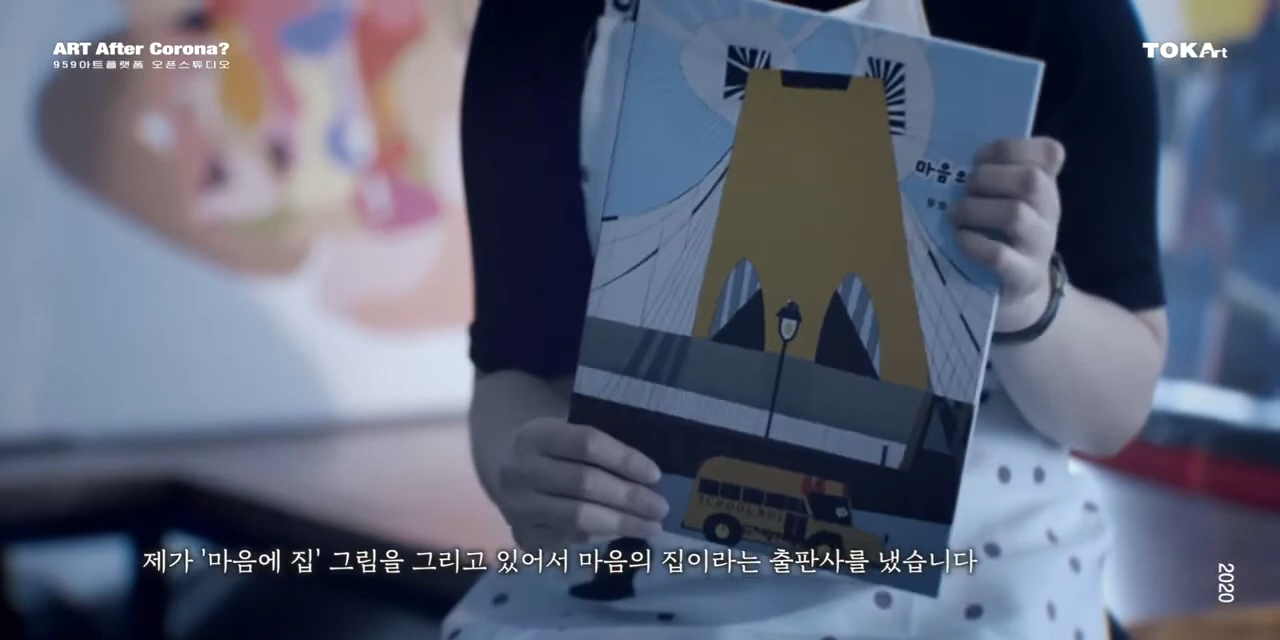 ART After Corona?
959아트플랫폼 오픈스튜디오
TOKArt
마음의
SCHOOL BUS
제가 '마음에 집' 그림을 그리고 있어서 마음의 집이라는 출판사를 냈습니다
2020